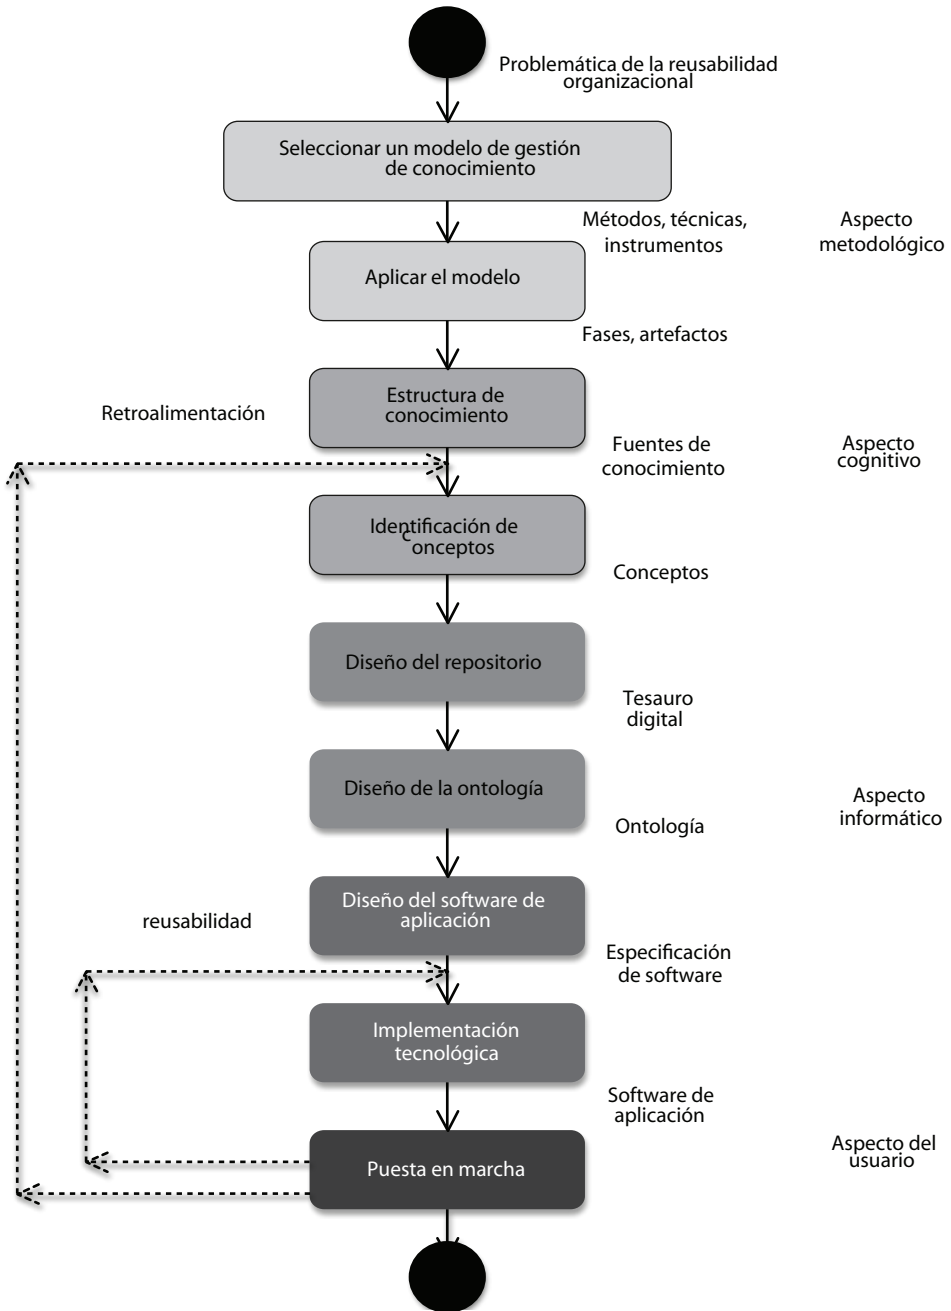 Problemática de la reusabilidad
organizacional
Seleccionar un modelo de gestión
de conocimiento
Métodos, técnicas,
instrumentos
Aspecto
metodológico
Aplicar el modelo
Fases, artefactos
Estructura de
conocimiento
Retroalimentación
Fuentes de
conocimiento
Aspecto
cognitivo
Identificación de
conceptos
Conceptos
Diseño del repositorio
Tesauro
digital
Diseño de la ontología
Aspecto
informático
Ontología
Diseño del software de
aplicación
reusabilidad
Especificación
de software
Implementación
tecnológica
Software de
aplicación
Aspecto del
usuario
Puesta en marcha